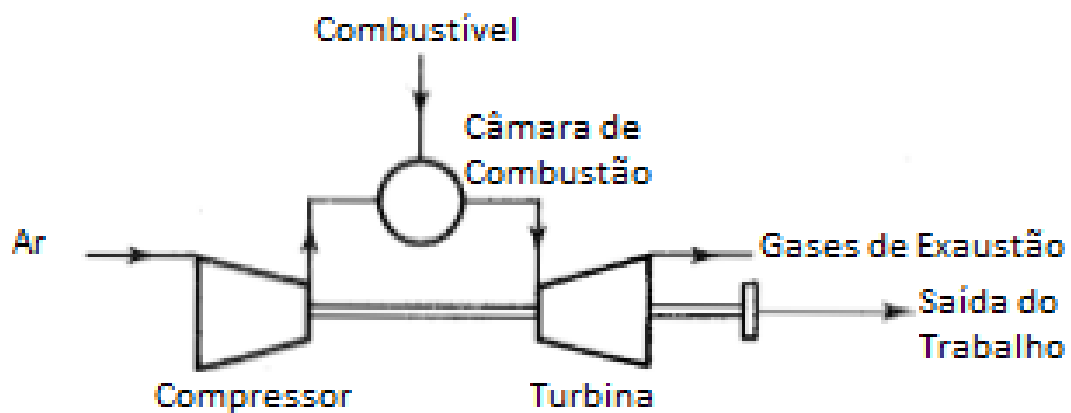 Combustível
Câmara de
Combustão
Ar
Gases de Exaustão
Saída do
Trabalho
Compressor
Turbina